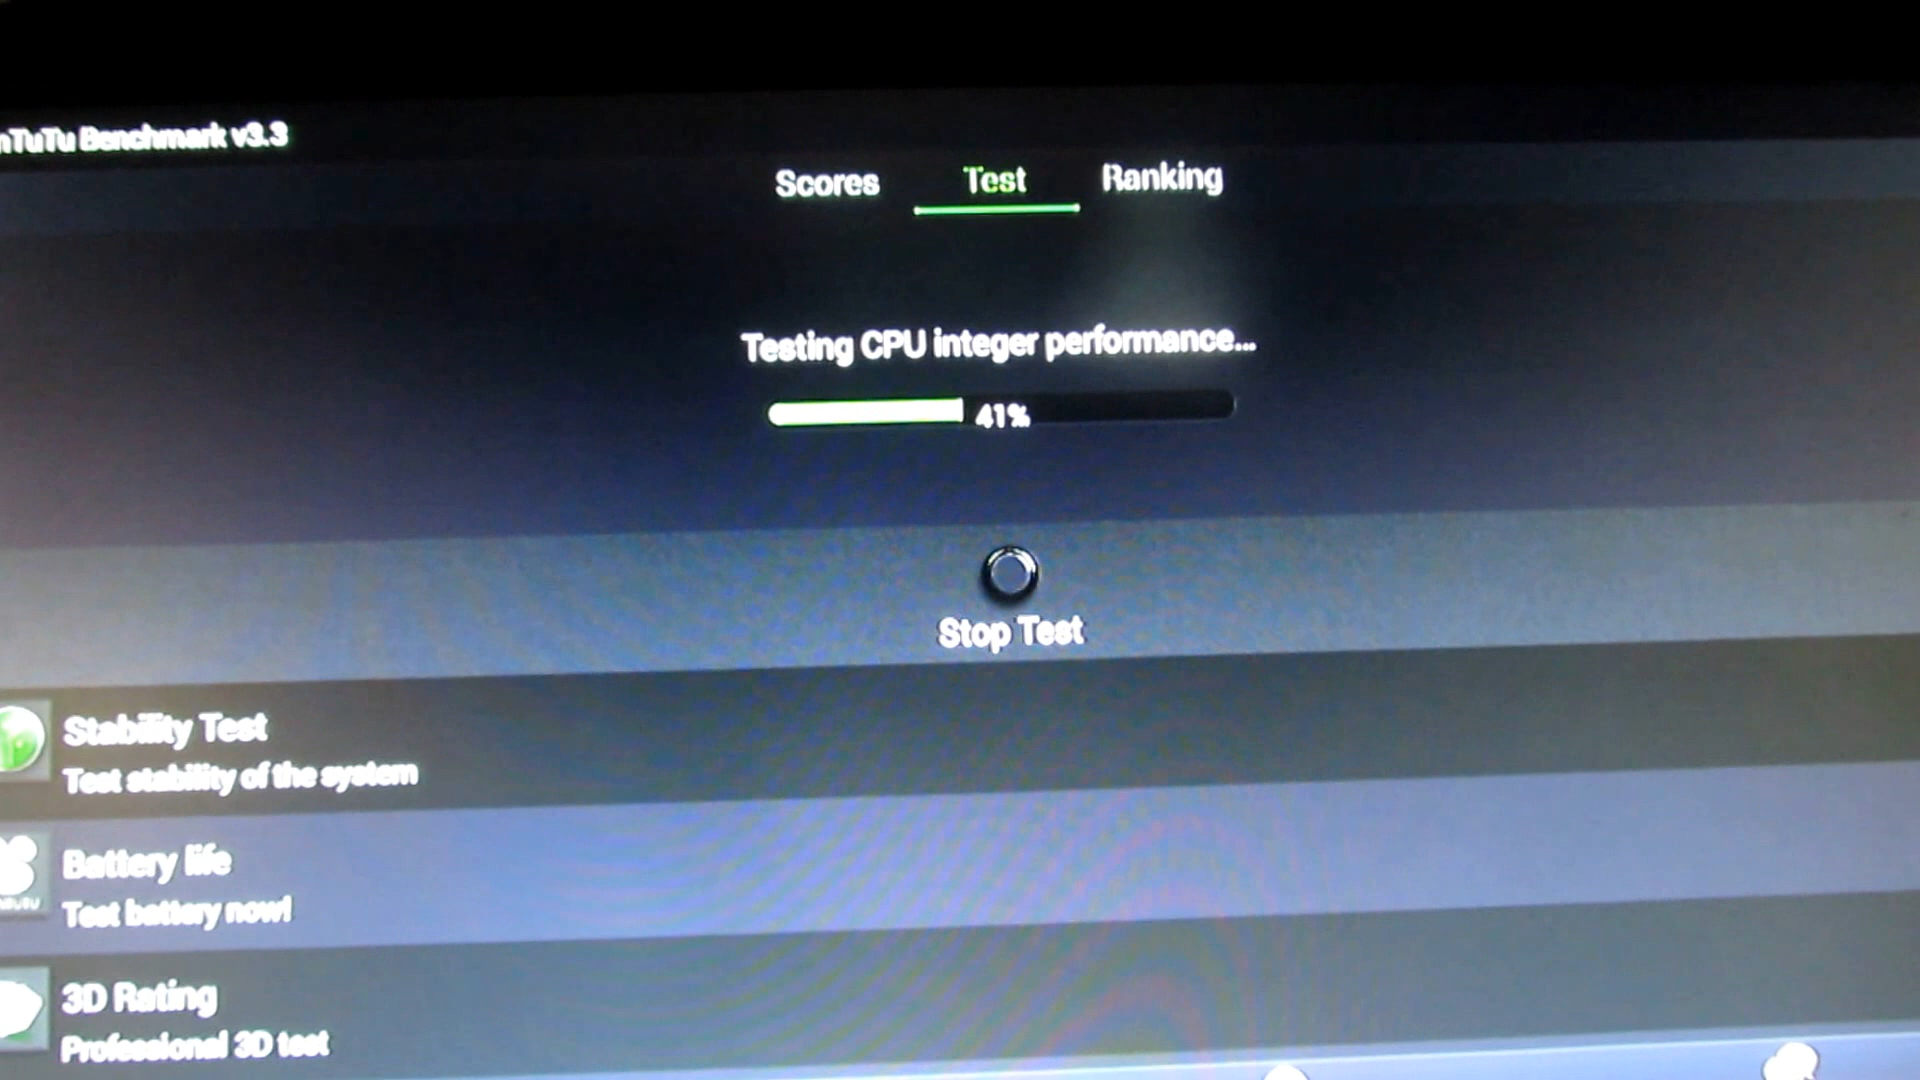 nTuTu Benchmark v3.3
Scores Test Ranking
Testing CPU integer performance...
41%
Stop Test
Stability Test
Test stability of the system
Battery life
Test battery now!
3D Rating
Professional 3D test